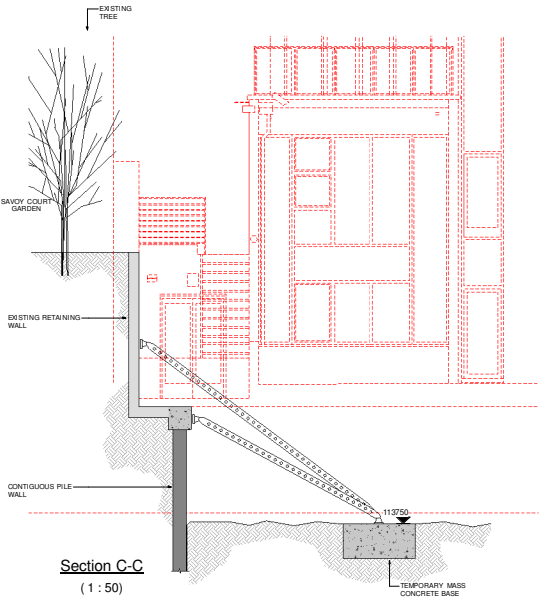 EXISTING
TREE
SAVOY COURT
GARDEN
EXISTING RETAINING
WALL
CONTIGUOUS PILE
WALL
113750
Section C-C
( 1 : 50)
TEMPORARY MASS
CONCRETE BASE